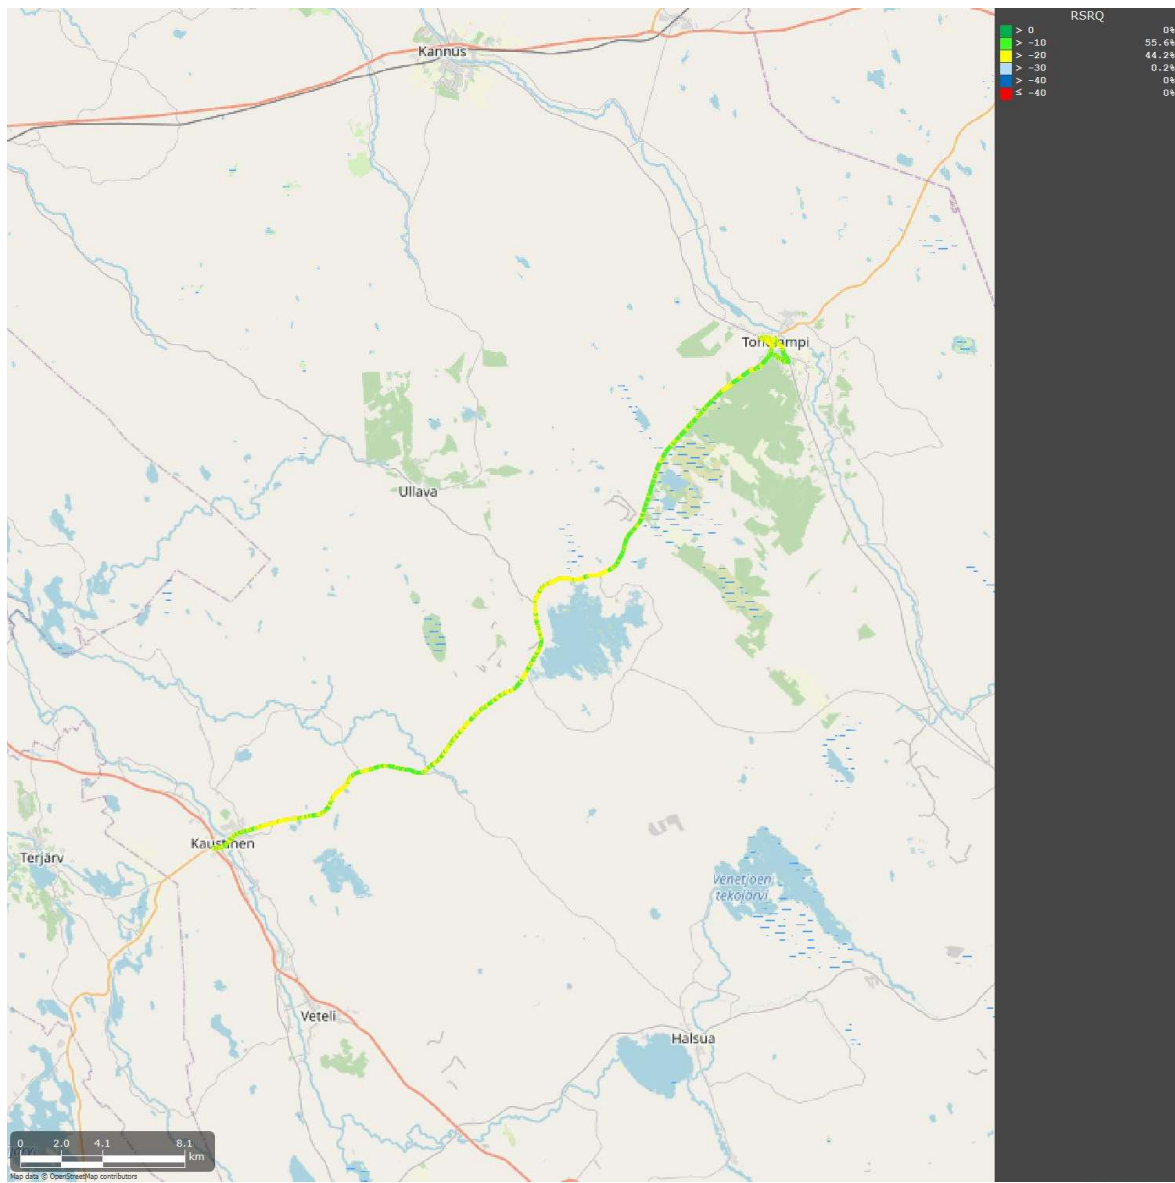 RSRQ
> 0 0%
> -10 55.6%
> -20 44.2%
> -30 0.2%
> -40 0%
≤ -40 0%
Kannus
Ullava
Kaustinen
Terjärv
Venetjoen
tekojärvi
Veteli
Halsua
0 2.0 4.1 8.1
km
Map data © OpenStreetMap contributors